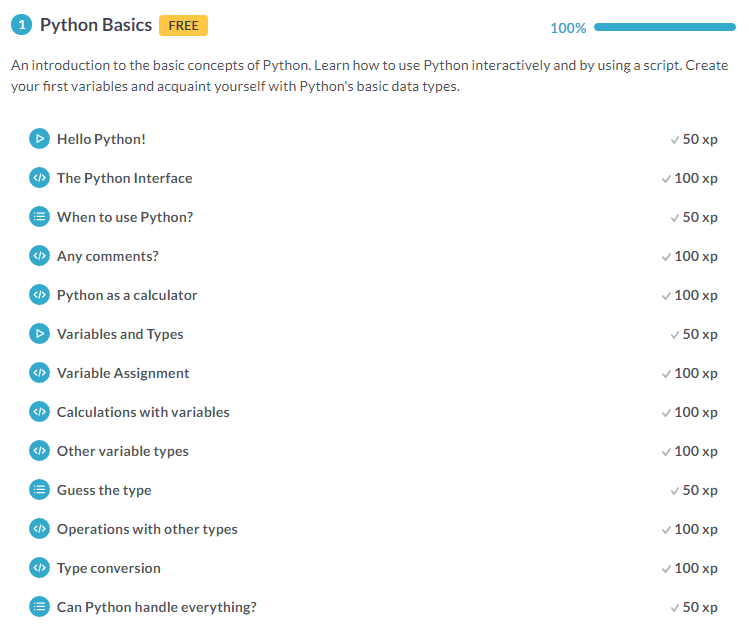 1 Python Basics FREE 100%
An introduction to the basic concepts of Python. Learn how to use Python interactively and by using a script. Create
your first variables and acquaint yourself with Python's basic data types.
Hello Python! 50 xp
The Python Interface 100 xp
When to use Python? 50 xp
Any comments? 100 xp
Python as a calculator 100 xp
Variables and Types 50 xp
Variable Assignment 100 xp
Calculations with variables 100 xp
Other variable types 100 xp
Guess the type 50 xp
Operations with other types 100 xp
Type conversion 100 xp
Can Python handle everything? 50 xp